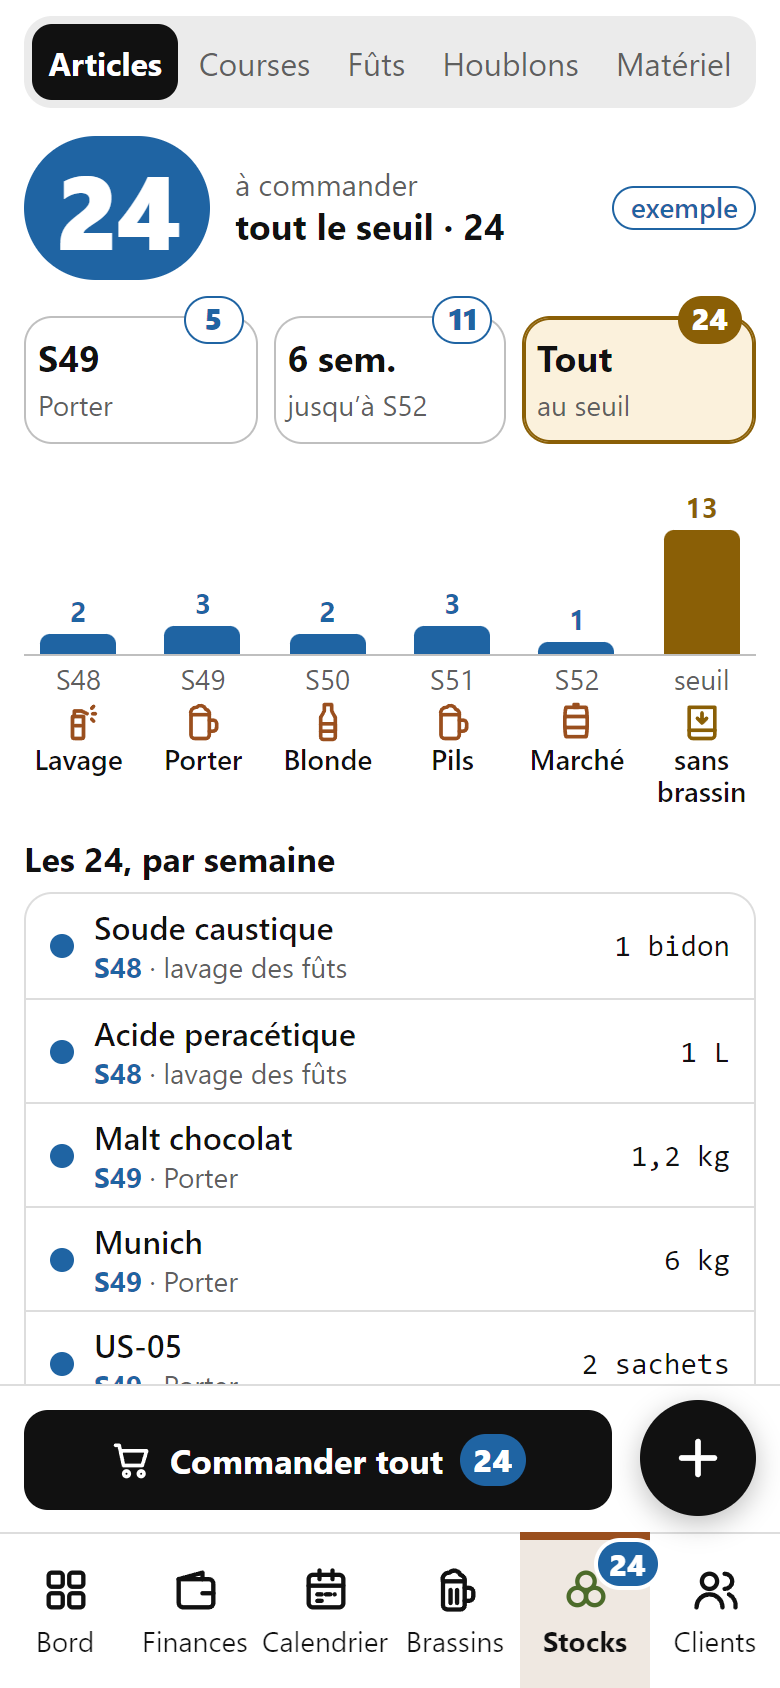 Articles Courses Fûts Houblons Matériel
24
à commander
tout le seuil · 24
exemple
5
S49
Porter
11
6 sem.
jusqu’à S52
24
Tout
au seuil
2 3 2 3 1 13
S48 S49 S50 S51 S52 seuil
Lavage Porter Blonde Pils Marché sans
brassin
Les 24, par semaine
Soude caustique
S48 · lavage des fûts
1 bidon
Acide peracétique
S48 · lavage des fûts
1 L
Malt chocolat
S49 · Porter
1,2 kg
Munich
S49 · Porter
6 kg
US-05
S49 · Porter
2 sachets
Commander tout 24
24
Bord Finances Calendrier Brassins Stocks Clients